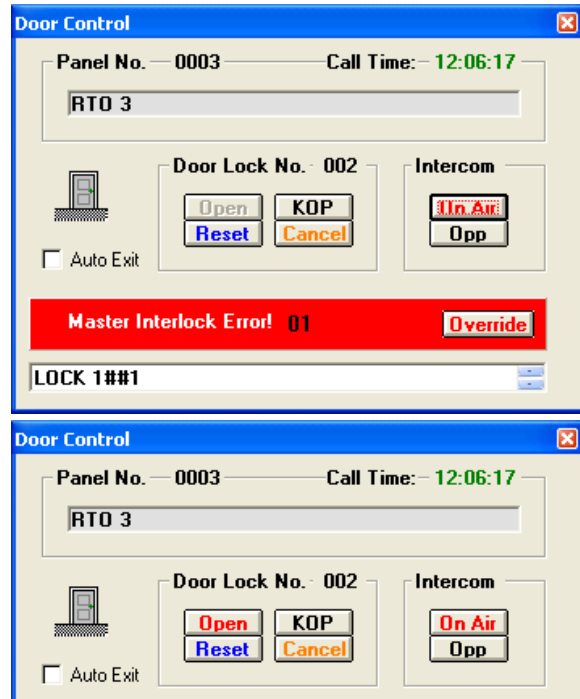 Door Control
Panel No. 0003 Call Time: 12:06:17
RTO 3
Door Lock No. 002 Intercom
Open KOP On Air
Reset Cancel Opp
Auto Exit
Master Interlock Error! 01 Override
LOCK 1##1
Door Control
Panel No. 0003 Call Time: 12:06:17
RTO 3
Door Lock No. 002 Intercom
Open KOP On Air
Reset Cancel Opp
Auto Exit